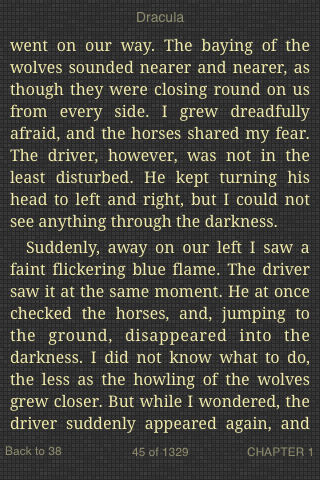 Dracula
went on our way. The baying of the
wolves sounded nearer and nearer, as
though they were closing round on us
from every side. I grew dreadfully
afraid, and the horses shared my fear.
The driver, however, was not in the
least disturbed. He kept turning his
head to left and right, but I could not
see anything through the darkness.
Suddenly, away on our left I saw a
faint flickering blue flame. The driver
saw it at the same moment. He at once
checked the horses, and, jumping to
the ground, disappeared into the
darkness. I did not know what to do,
the less as the howling of the wolves
grew closer. But while I wondered, the
driver suddenly appeared again, and
Back to 38 45 of 1329 CHAPTER 1